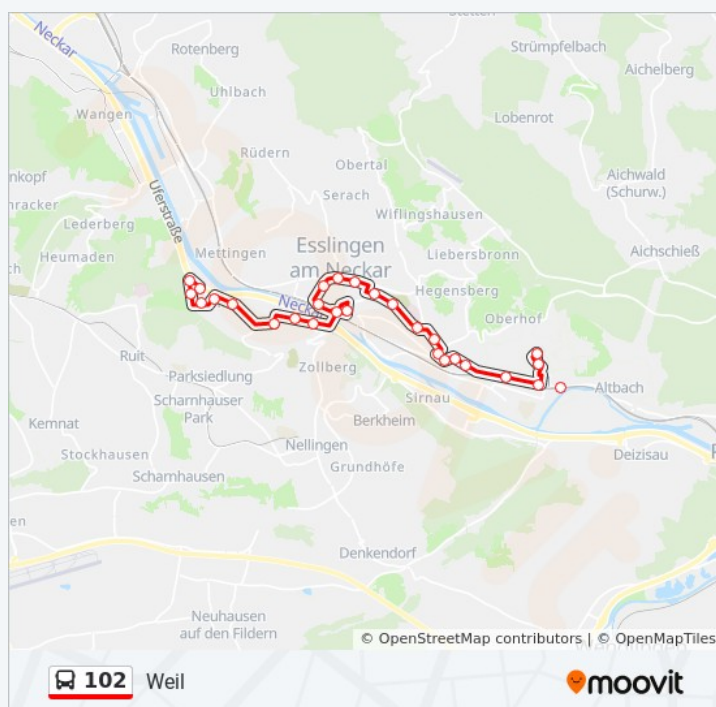 Neckar
Stetten
Rotenberg
Strümpfelbach
Aichelberg
Uhlbach
Wangen
Lobenrot
Rüdern
Obertal
Aichwald
(Schurw.)
nkopf
Serach
hracker
Uferstraße
Lederberg
Wiflingshausen
Heumaden
Mettingen
Esslingen
am Neckar
Liebersbronn
Aichschieß
Neckar
Hegensberg
Oberhof
Ruit
Parksiedlung
Zollberg
Scharnhauser
Park
Sirnau
Altbach
Kemnat
Berkheim
Nellingen
Stockhausen
Grundhöfe
Deizisau
Scharnhausen
en
Denkendorf
Neuhausen
auf den Fildern
© OpenStreetMap contributors | © OpenMapTiles
102 Weil
moovit